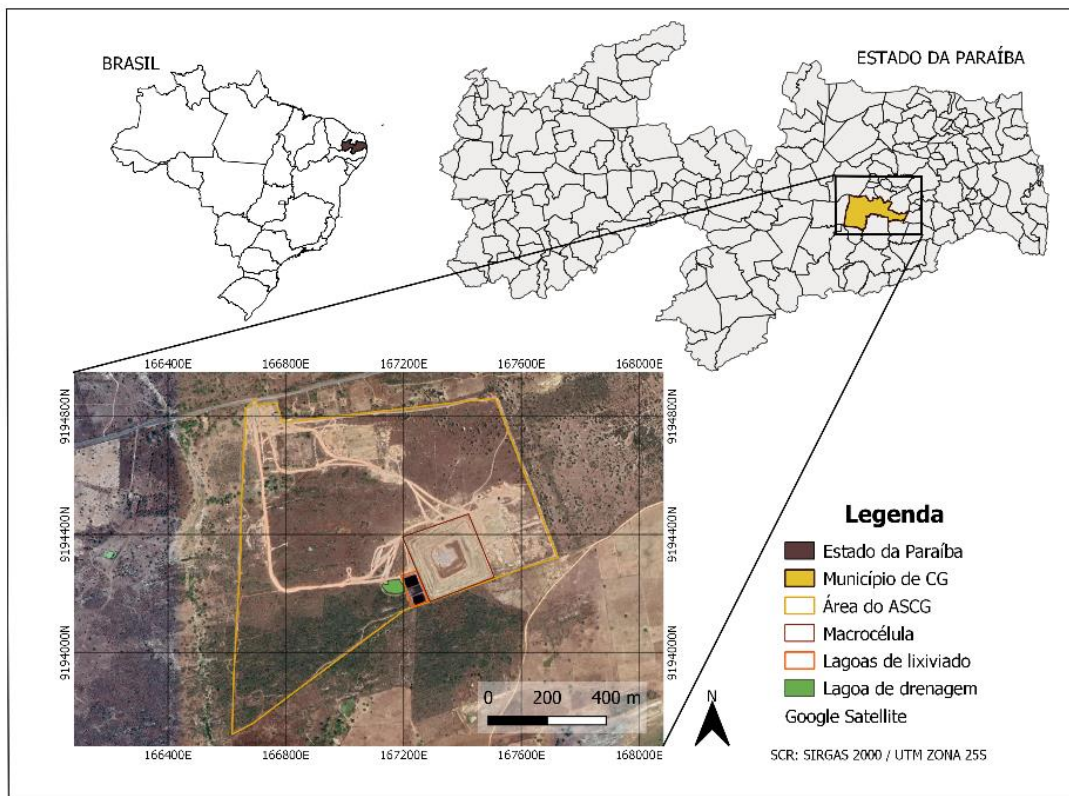 BRASIL
ESTADO DA PARAÍBA
166400E 166800E 167200E 167600E 168000E
9194800N 9194800N
9194400N 9194400N
9194000N 9194000N
0 200 400 m
166400E 166800E 167200E 167600E 168000E
N
Legenda
Estado da Paraíba
Município de CG
Área do ASCG
Macrocélula
Lagoas de lixiviado
Lagoa de drenagem
Google Satellite
SCR: SIRGAS 2000 / UTM ZONA 25S